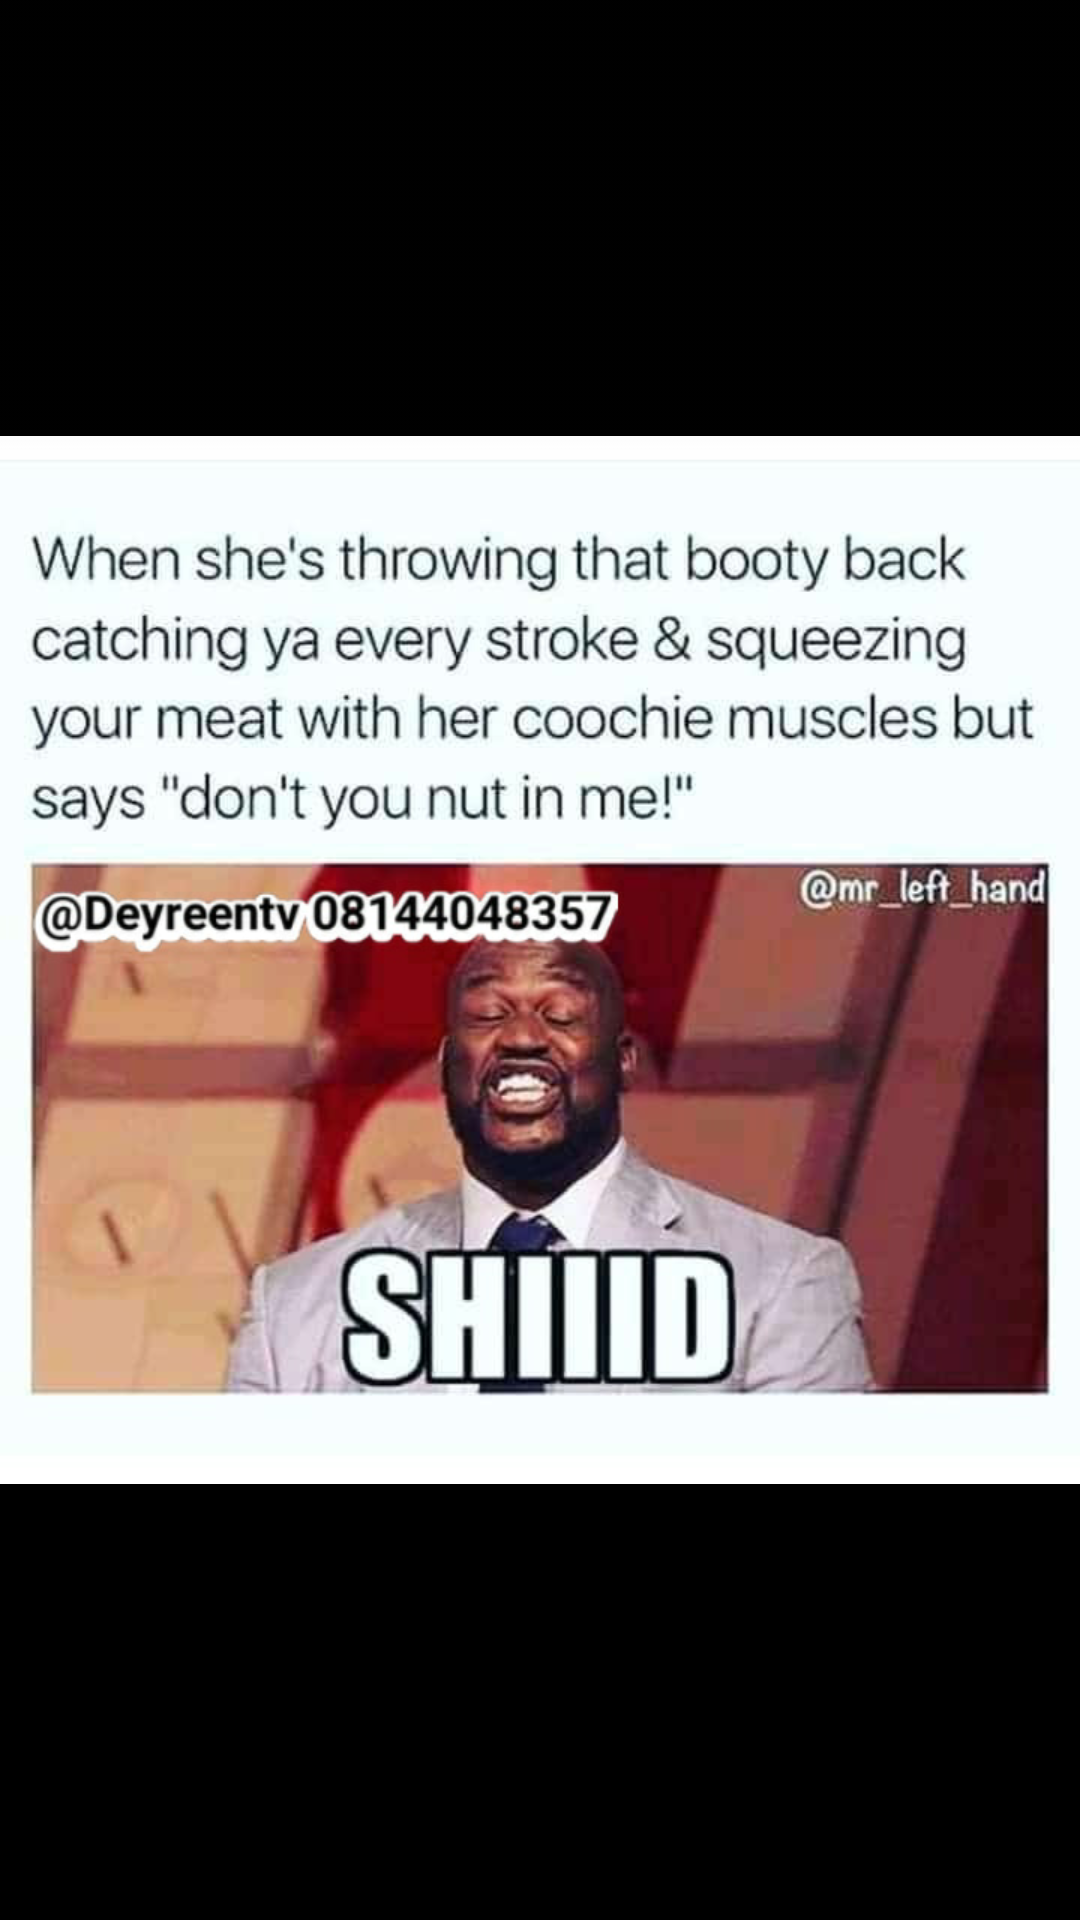 When she's throwing that booty back
catching ya every stroke & squeezing
your meat with her coochie muscles but
says "don't you nut in me!"
@mr_left_hand
@Deyreentv 08144048357
SHIIID